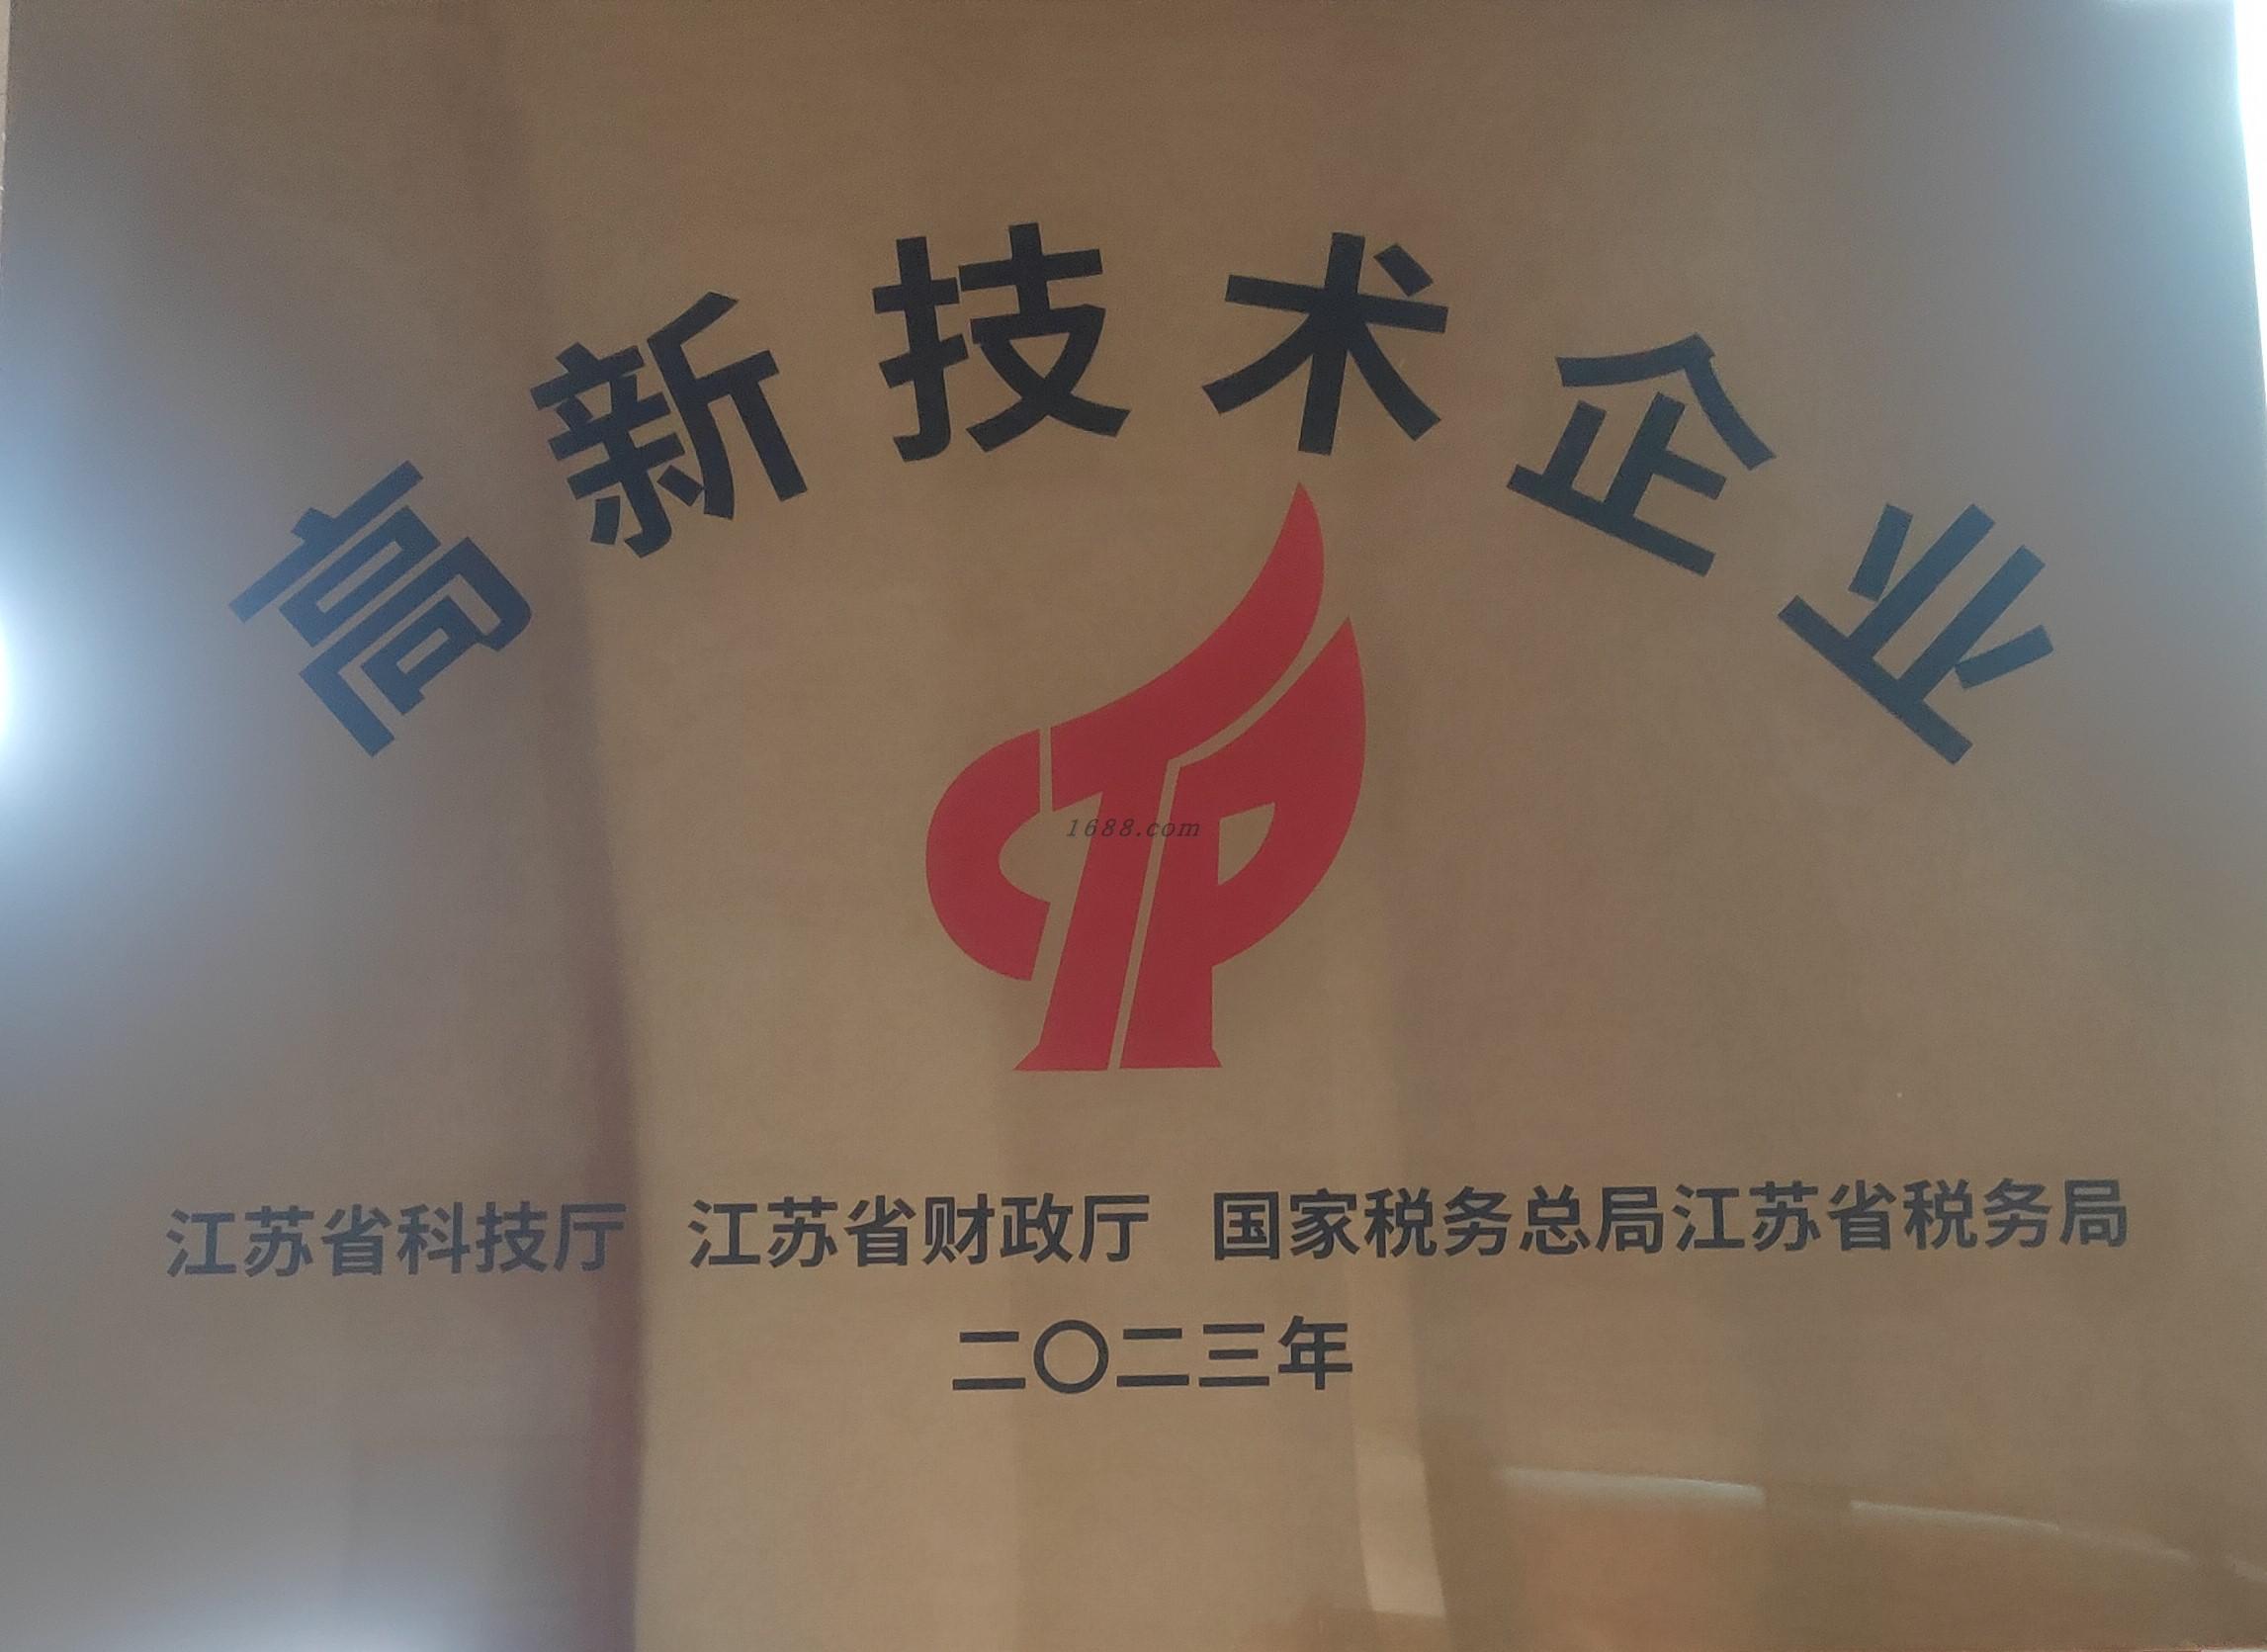 高新技术企业
1688.com
江苏省科技厅 江苏省财政厅 国家税务总局江苏省税务局
二〇二三年